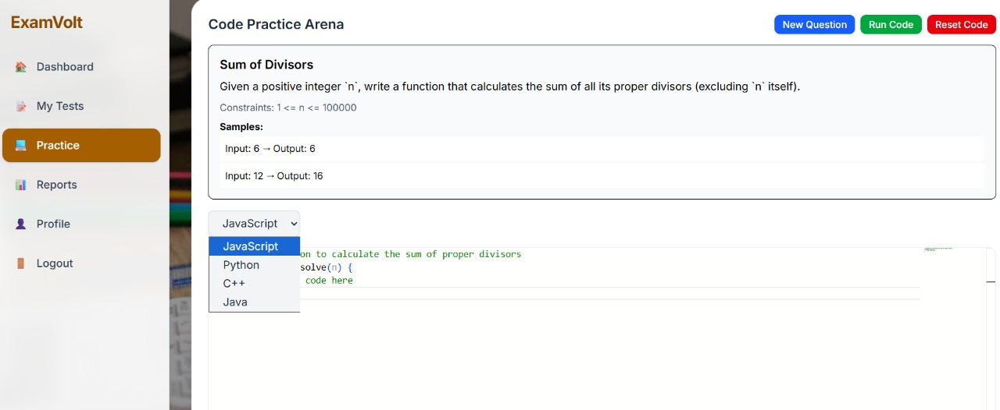 ExamVolt
Dashboard
My Tests
Practice
Reports
Profile
Logout
Code Practice Arena
New Question
Run Code
Reset Code
Sum of Divisors
Given a positive integer `n`, write a function that calculates the sum of all its proper divisors (excluding `n` itself).
Constraints: 1 <= n <= 100000
Samples:
Input: 6 → Output: 6
Input: 12 → Output: 16
JavaScript
JavaScript
Python
C++
Java
on to calculate the sum of proper divisors
solve(n) {
code here